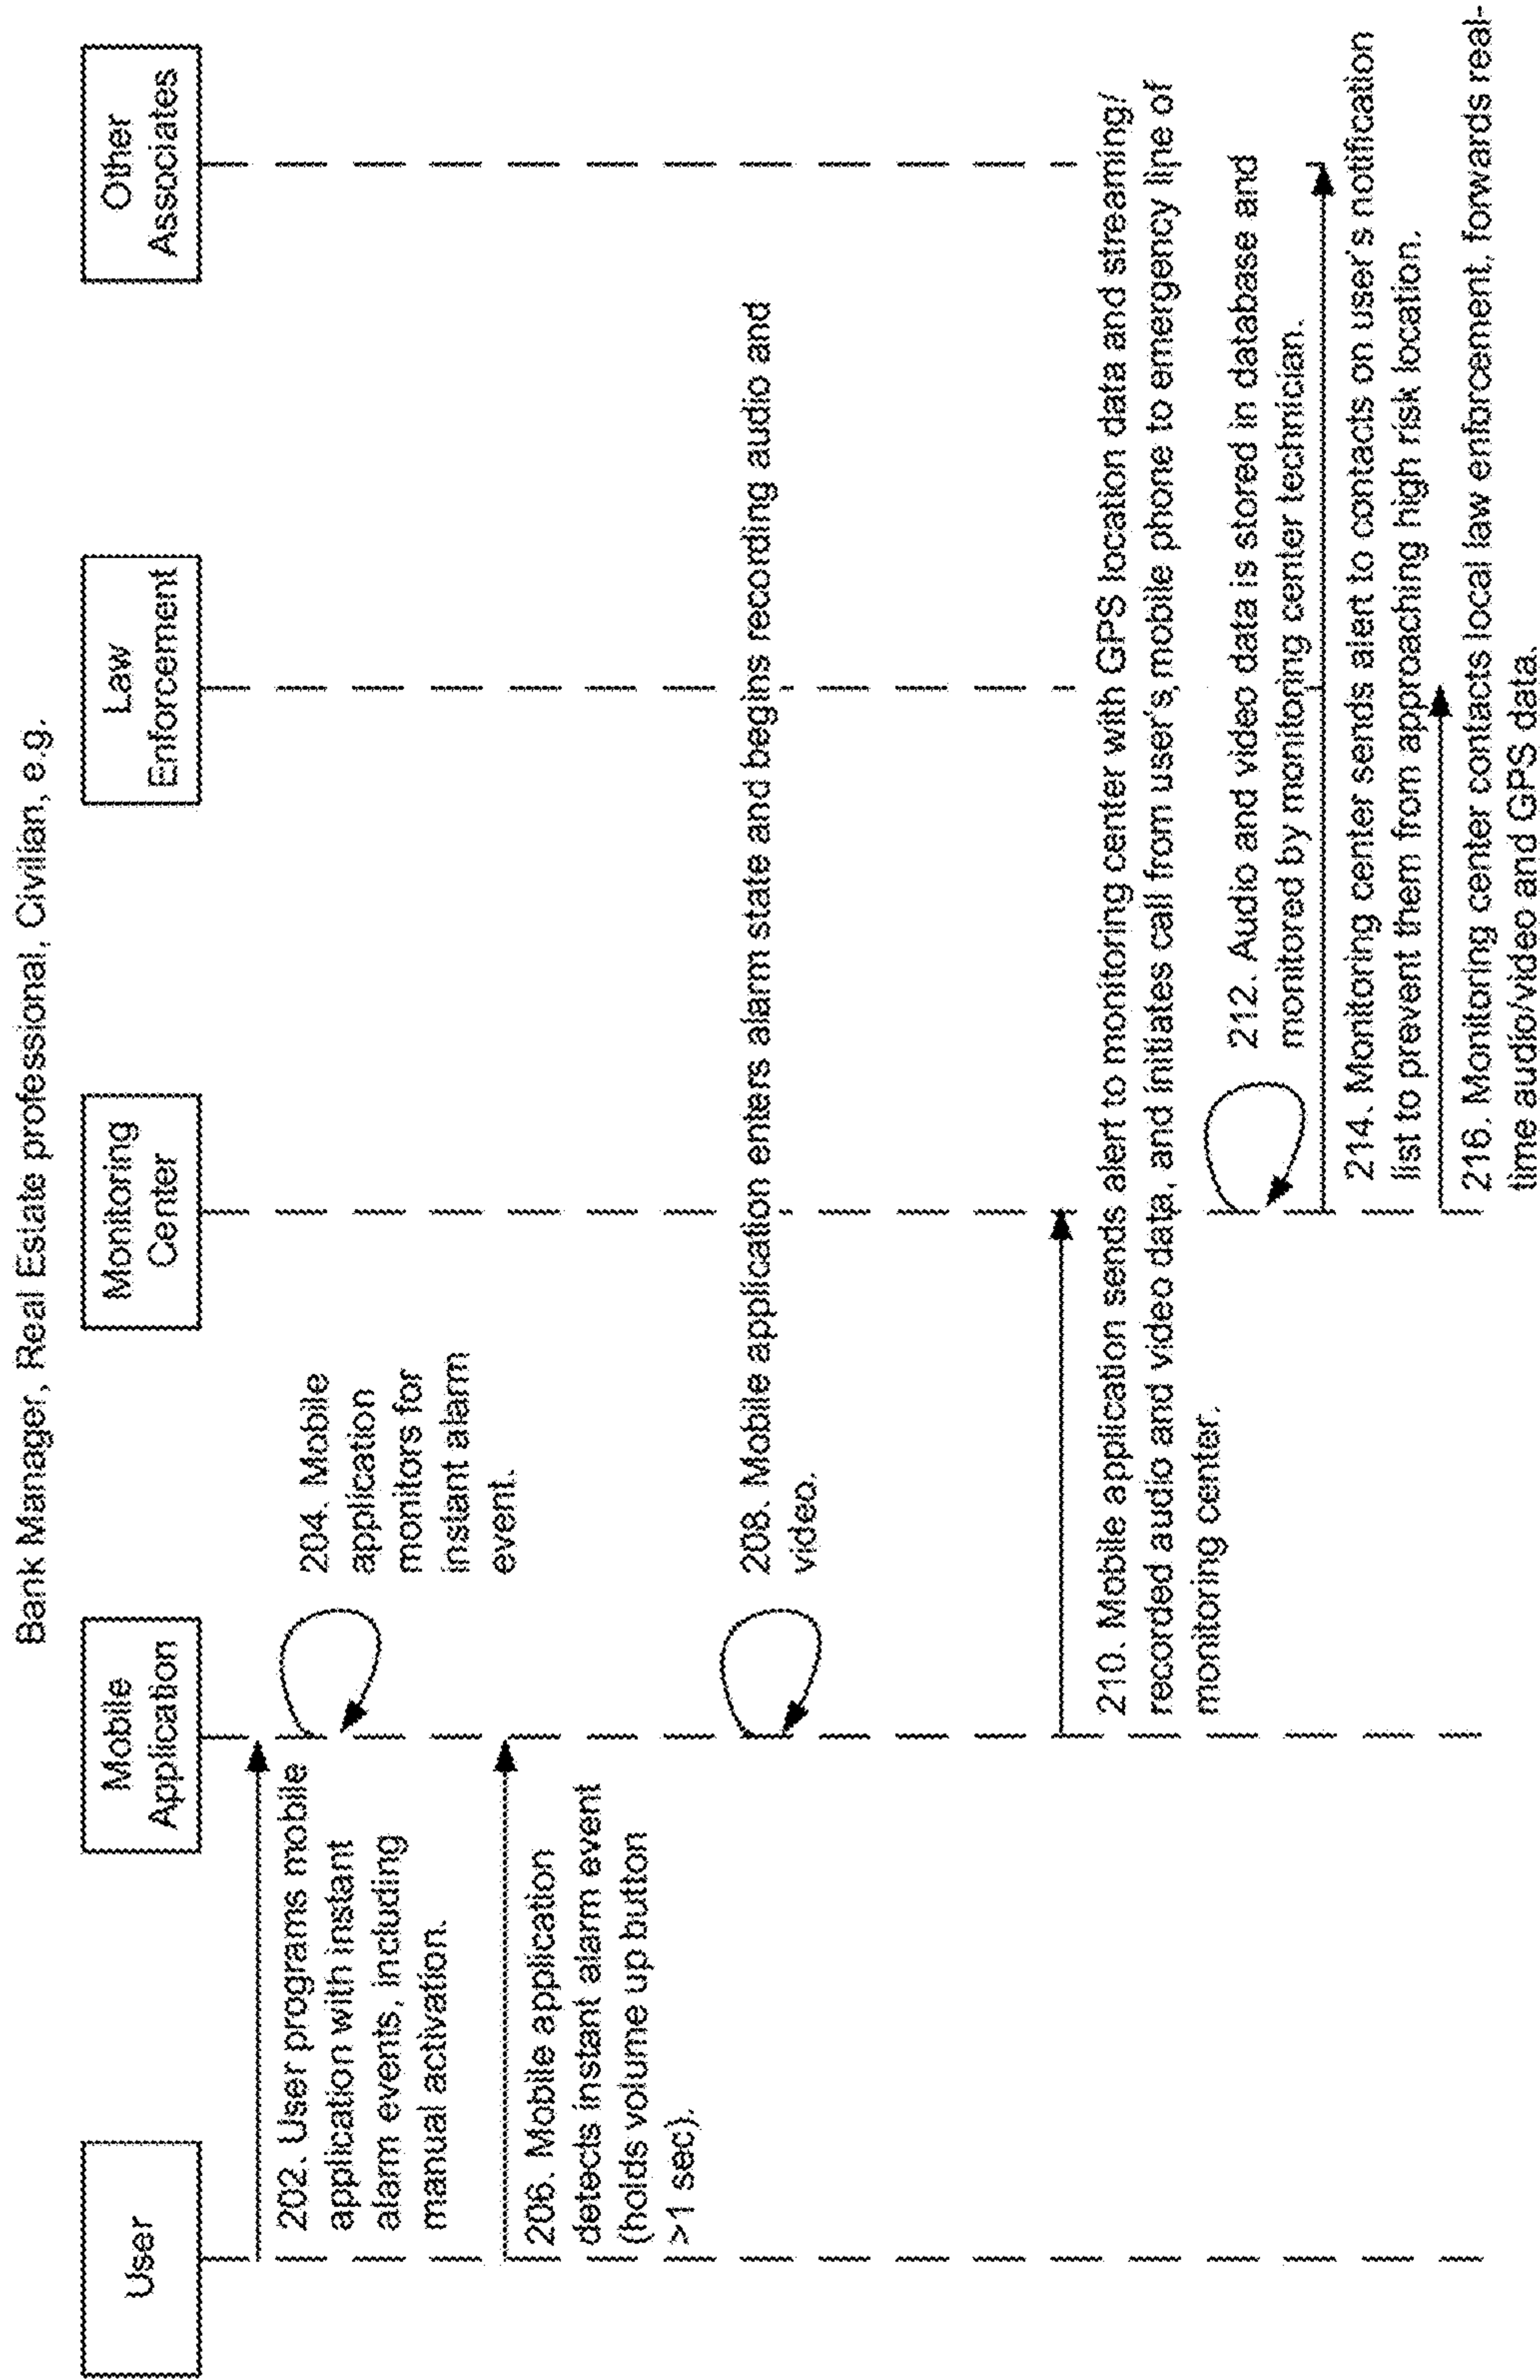 Bank Manager, Real Estate professional, Civilian, e.g.
User
Mobile
Application
Monitoring
Center
Law
Enforcement
Other
Associates
202. User programs mobile
application with instant
alarm events, including
manual activation.
204. Mobile
application
monitors for
instant alarm
event.
206. Mobile application
detects instant alarm event
(holds volume up button
>1 sec).
208. Mobile application enters alarm state and begins recording audio and
video.
210. Mobile application sends alert to monitoring center with GPS location data and streaming/
recorded audio and video data, and initiates call from user's mobile phone to emergency line of
monitoring center.
212. Audio and video data is stored in database and
monitored by monitoring center technician.
214. Monitoring center sends alert to contacts on user's notification
list to prevent them from approaching high risk location.
216. Monitoring center contacts local law enforcement, forwards real-
time audio/video and GPS data.